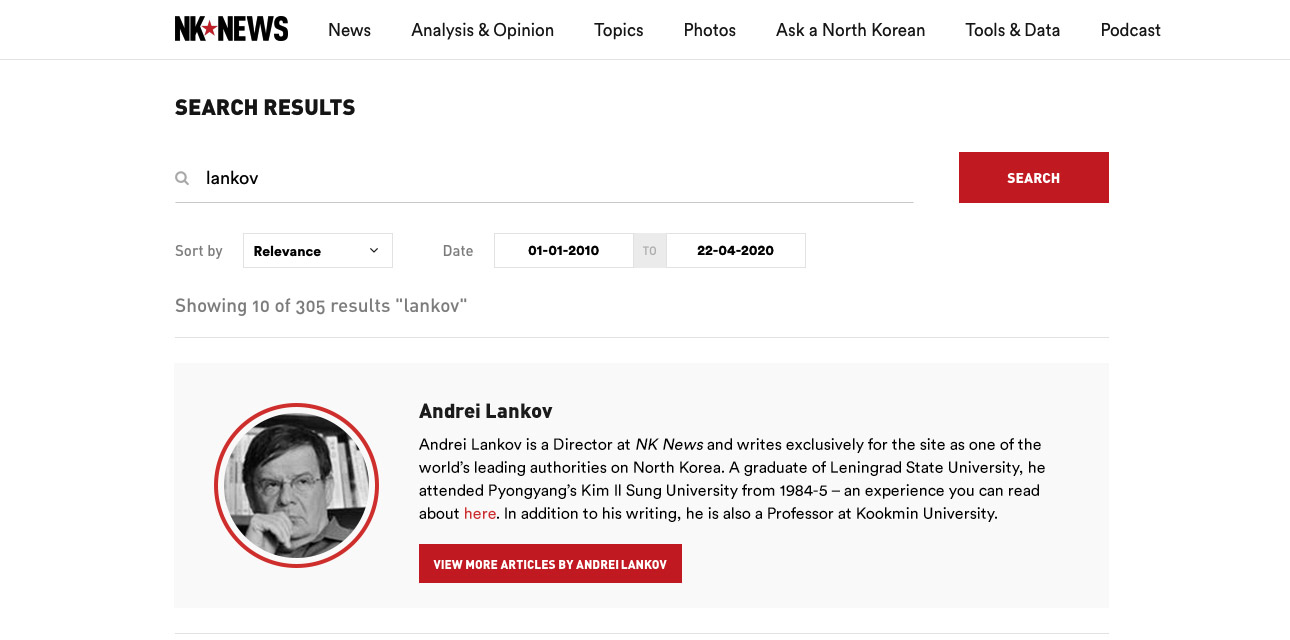 NK★NEWS News Analysis & Opinion Topics Photos Ask a North Korean Tools & Data Podcast
SEARCH RESULTS
lankov SEARCH
Sort by Relevance Date 01-01-2010 TO 22-04-2020
Showing 10 of 305 results "lankov"
Andrei Lankov
Andrei Lankov is a Director at NK News and writes exclusively for the site as one of the
world's leading authorities on North Korea. A graduate of Leningrad State University, he
attended Pyongyang's Kim Il Sung University from 1984-5 – an experience you can read
about here. In addition to his writing, he is also a Professor at Kookmin University.
VIEW MORE ARTICLES BY ANDREI LANKOV